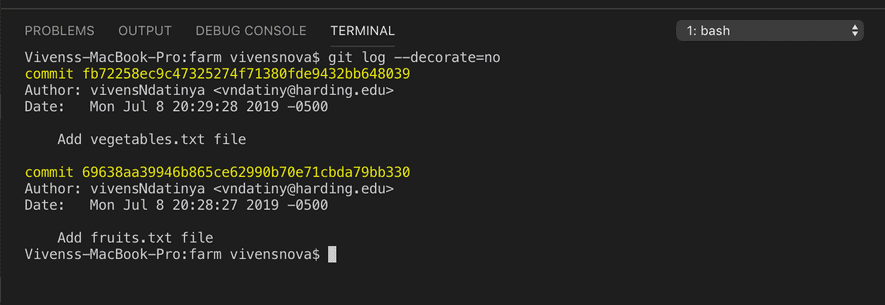 PROBLEMS OUTPUT DEBUG CONSOLE TERMINAL 1: bash
Vivenss-MacBook-Pro:farm vivensnova$ git log --decorate=no
commit fb72258ec9c47325274f71380fde9432bb648039
Author: vivensNdatinya <vndatiny@harding.edu>
Date:   Mon Jul 8 20:29:28 2019 -0500
    Add vegetables.txt file
commit 69638aa39946b865ce62990b70e71cbda79bb330
Author: vivensNdatinya <vndatiny@harding.edu>
Date:   Mon Jul 8 20:28:27 2019 -0500
    Add fruits.txt file
Vivenss-MacBook-Pro:farm vivensnova$